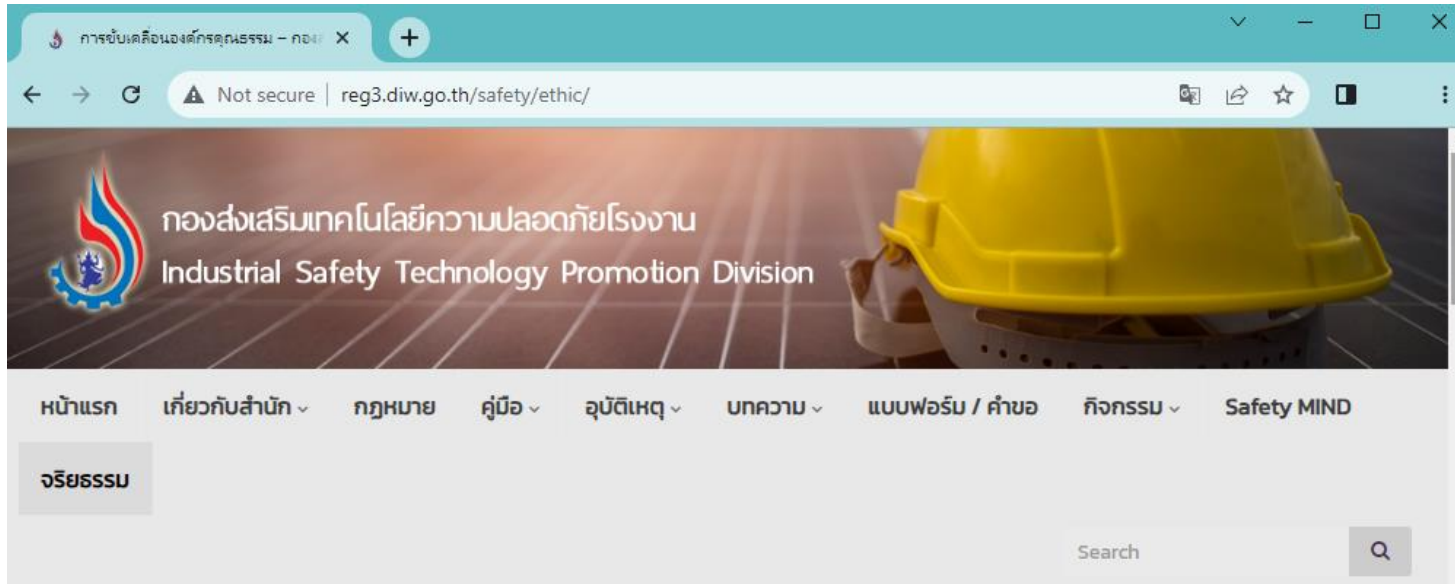 การขับเคลื่อนองค์กรคุณธรรม – กอง
Not secure | reg3.diw.go.th/safety/ethic/
กองส่งเสริมเทคโนโลยีความปลอดภัยโรงงาน
Industrial Safety Technology Promotion Division
หน้าแรก เกี่ยวกับสำนัก กฎหมาย คู่มือ อุบัติเหตุ บทความ แบบฟอร์ม / คำขอ กิจกรรม Safety MIND
จริยธรรม
Search